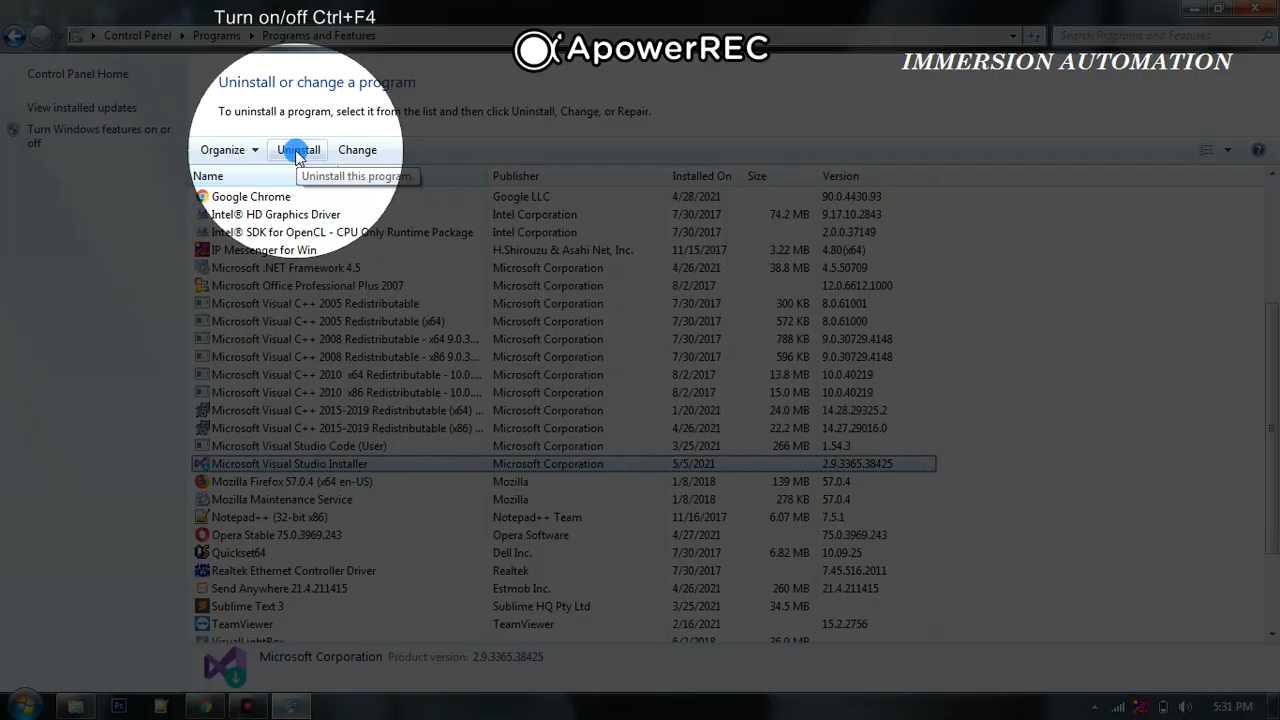 Turn on/off Ctrl+F4
ApowerREC
Control Panel Programs Programs and Features
Search Programs and Features
IMMERSION AUTOMATION
Control Panel Home
View installed updates
Turn Windows features on or
off
Uninstall or change a program
To uninstall a program, select it from the list and then click Uninstall, Change, or Repair.
Organize Uninstall Change
Uninstall this program.
Name Publisher Installed On Size Version
Google Chrome Google LLC 4/28/2021 90.0.4430.93
Intel® HD Graphics Driver Intel Corporation 7/30/2017 74.2 MB 9.17.10.2843
Intel® SDK for OpenCL - CPU Only Runtime Package Intel Corporation 7/30/2017 2.0.0.37149
IP Messenger for Win H.Shirouzu & Asahi Net, Inc. 11/15/2017 3.22 MB 4.80(x64)
Microsoft .NET Framework 4.5 Microsoft Corporation 4/26/2021 38.8 MB 4.5.50709
Microsoft Office Professional Plus 2007 Microsoft Corporation 8/2/2017 12.0.6612.1000
Microsoft Visual C++ 2005 Redistributable Microsoft Corporation 7/30/2017 300 KB 8.0.61001
Microsoft Visual C++ 2005 Redistributable (x64) Microsoft Corporation 7/30/2017 572 KB 8.0.61000
Microsoft Visual C++ 2008 Redistributable - x64 9.0.3... Microsoft Corporation 7/30/2017 788 KB 9.0.30729.4148
Microsoft Visual C++ 2008 Redistributable - x86 9.0.3... Microsoft Corporation 7/30/2017 596 KB 9.0.30729.4148
Microsoft Visual C++ 2010 x64 Redistributable - 10.0.... Microsoft Corporation 8/2/2017 13.8 MB 10.0.40219
Microsoft Visual C++ 2010 x86 Redistributable - 10.0.... Microsoft Corporation 8/2/2017 15.0 MB 10.0.40219
Microsoft Visual C++ 2015-2019 Redistributable (x64) ... Microsoft Corporation 1/20/2021 24.0 MB 14.28.29325.2
Microsoft Visual C++ 2015-2019 Redistributable (x86) ... Microsoft Corporation 4/26/2021 22.2 MB 14.27.29016.0
Microsoft Visual Studio Code (User) Microsoft Corporation 3/25/2021 266 MB 1.54.3
Microsoft Visual Studio Installer Microsoft Corporation 5/5/2021 2.9.3365.38425
Mozilla Firefox 57.0.4 (x64 en-US) Mozilla 1/8/2018 139 MB 57.0.4
Mozilla Maintenance Service Mozilla 1/8/2018 278 KB 57.0.4
Notepad++ (32-bit x86) Notepad++ Team 11/16/2017 6.07 MB 7.5.1
Opera Stable 75.0.3969.243 Opera Software 4/27/2021 75.0.3969.243
Quickset64 Dell Inc. 7/30/2017 6.82 MB 10.09.25
Realtek Ethernet Controller Driver Realtek 7/30/2017 7.45.516.2011
Send Anywhere 21.4.211415 Estmob Inc. 4/26/2021 260 MB 21.4.211415
Sublime Text 3 Sublime HQ Pty Ltd 3/25/2021 34.5 MB
TeamViewer TeamViewer 2/16/2021 15.2.2756
VisualLightBox 6/2/2018 36.9 MB
Microsoft Corporation Product version: 2.9.3365.38425
Ps
5:31 PM